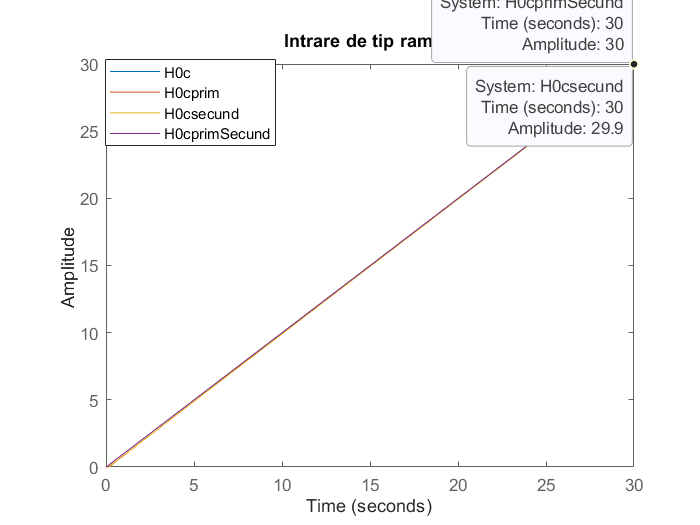 System: H0cprimSecund
Time (seconds): 30
Amplitude: 30
Intrare de tip ram
System: H0csecund
Time (seconds): 30
Amplitude: 29.9
H0c
H0cprim
H0csecund
H0cprimSecund
30
25
20
15
10
5
0
Amplitude
0 5 10 15 20 25 30
Time (seconds)